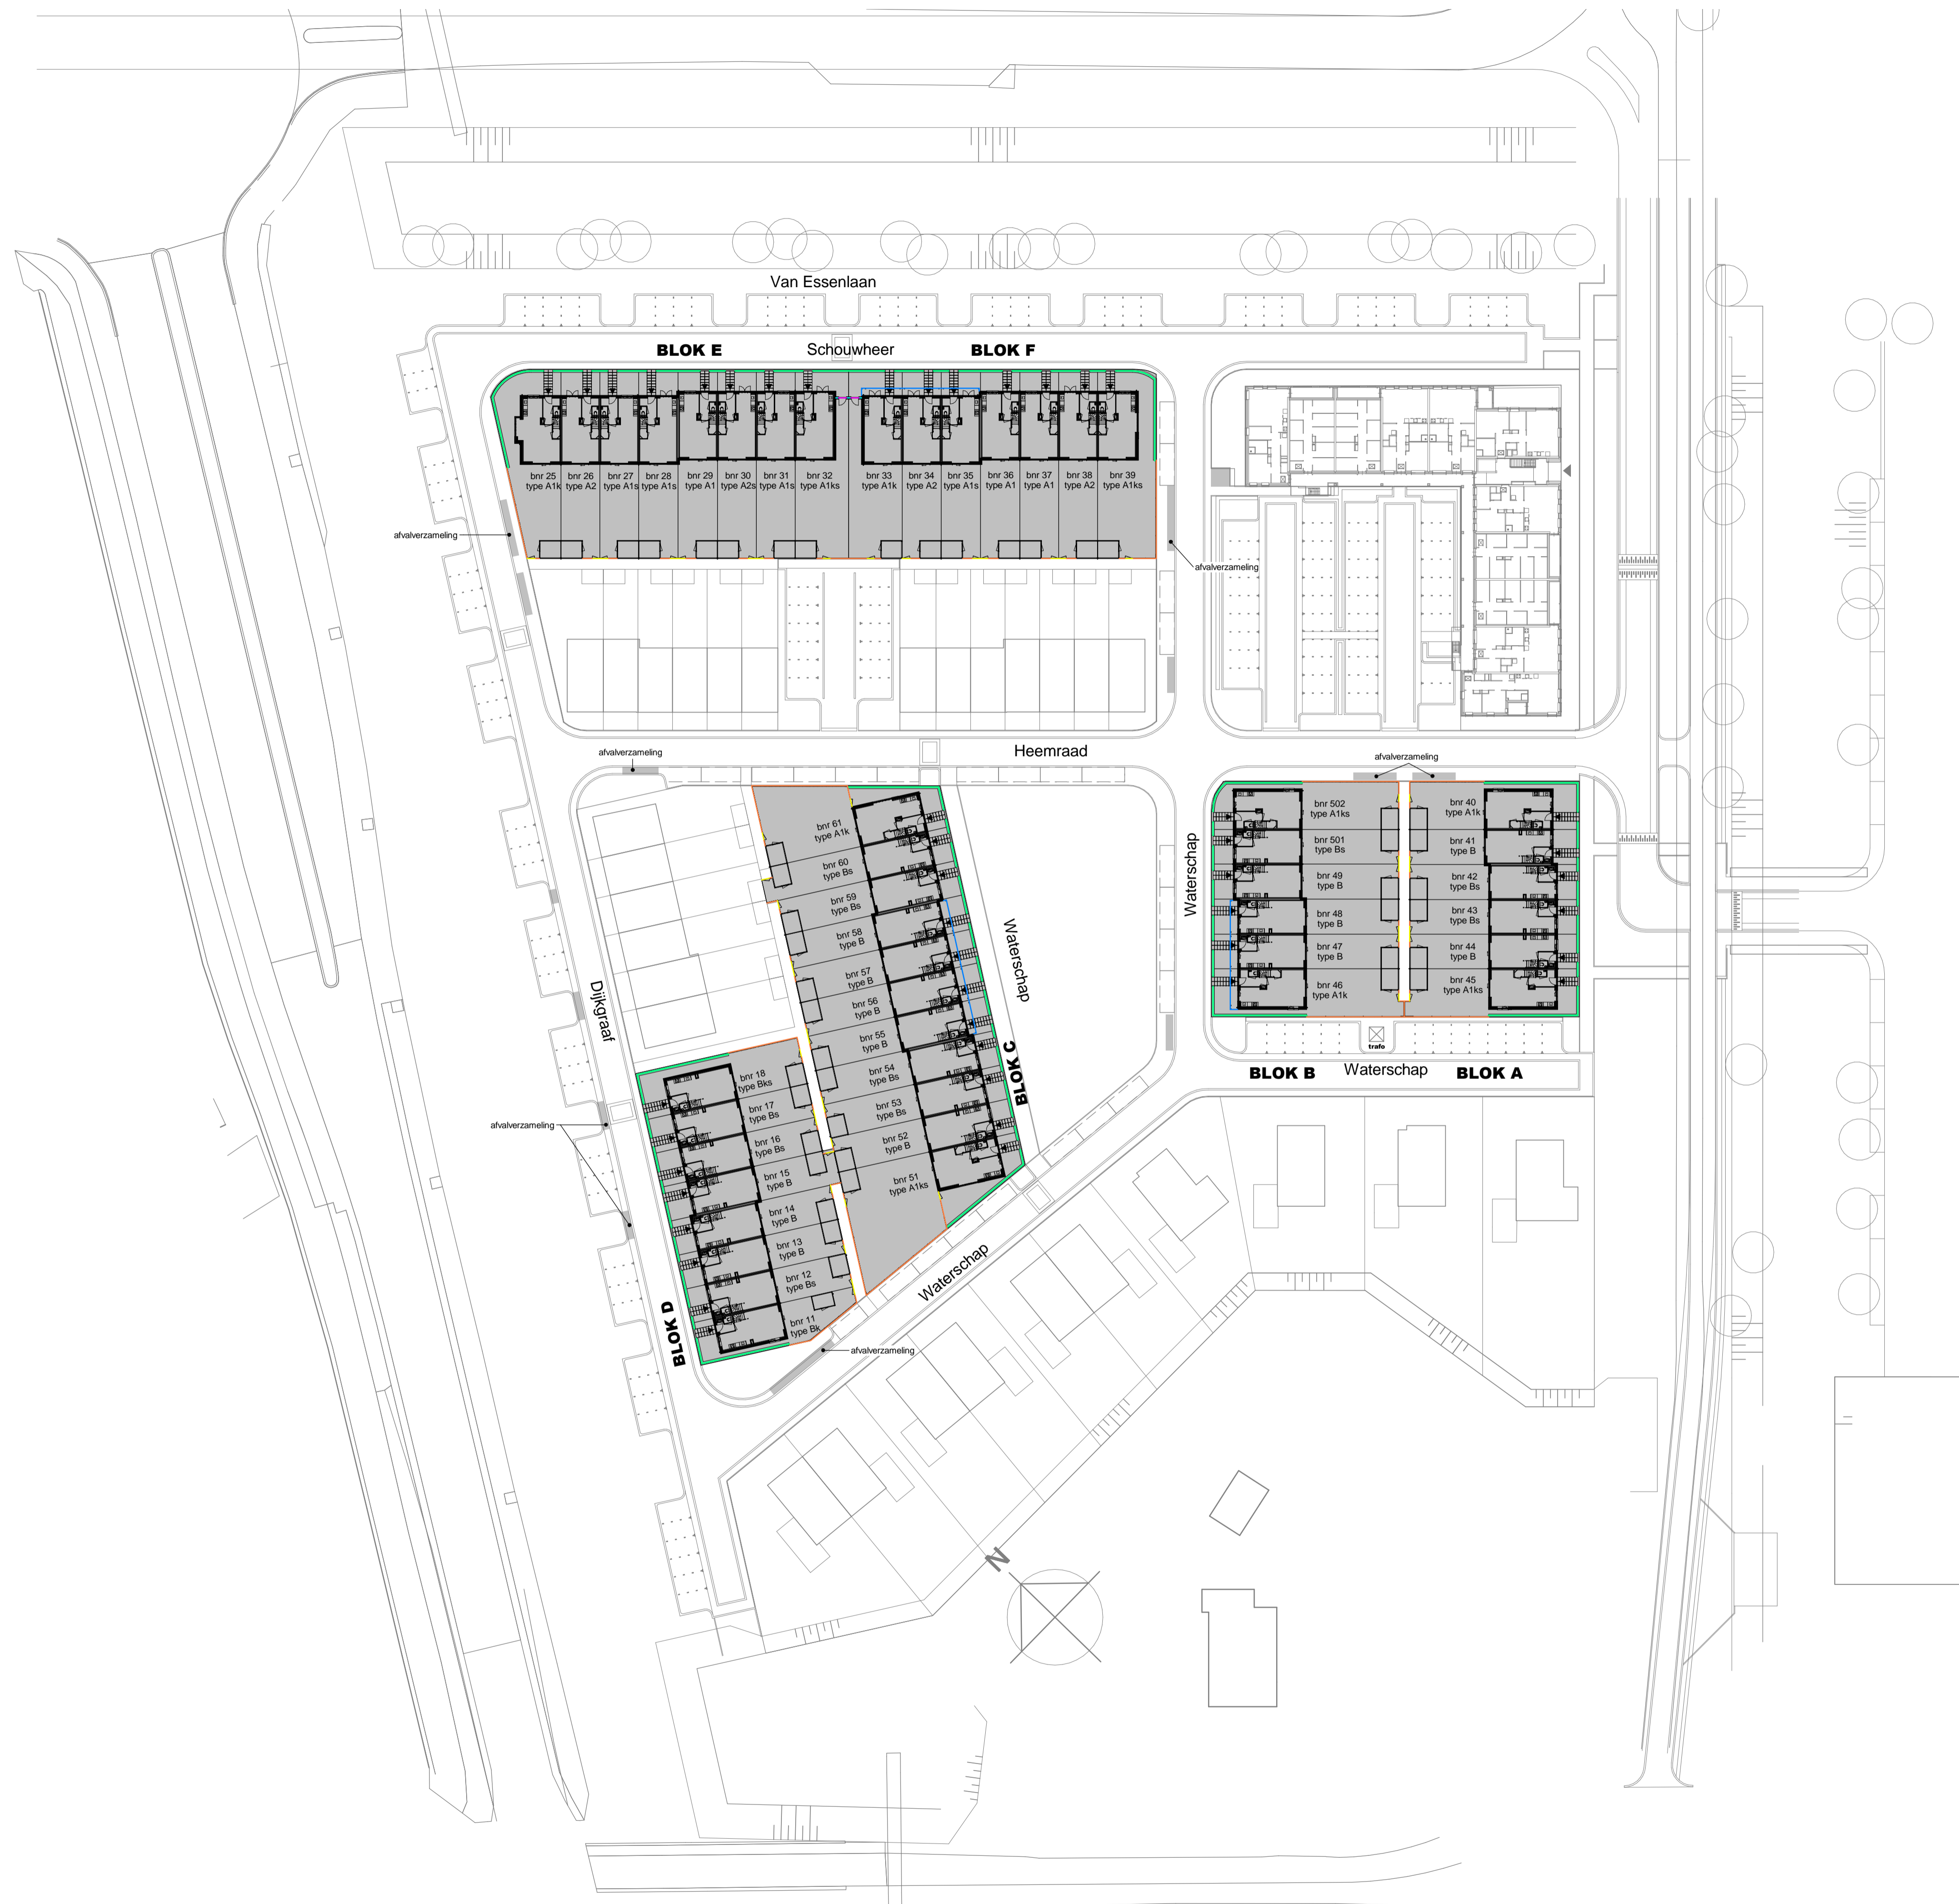 Van Essenlaan
BLOK E
Schouwheer
BLOK F
bnr 25
type A1k
bnr 26
type A2
bnr 27
type A1s
bnr 28
type A1s
bnr 29
type A1
bnr 30
type A2s
bnr 31
type A1s
bnr 32
type A1ks
bnr 33
type A1k
bnr 34
type A2
bnr 35
type A1s
bnr 36
type A1
bnr 37
type A1
bnr 38
type A2
bnr 39
type A1ks
afvalverzameling
afvalverzameling
afvalverzameling
Heemraad
afvalverzameling
bnr 61
type A1k
bnr 60
type Bs
bnr 59
type Bs
bnr 58
type B
bnr 57
type B
bnr 56
type B
bnr 55
type B
bnr 54
type Bs
bnr 53
type Bs
bnr 52
type B
bnr 51
type A1ks
Waterschap
BLOK C
Waterschap
bnr 502
type A1ks
bnr 501
type Bs
bnr 49
type B
bnr 48
type B
bnr 47
type B
bnr 46
type A1k
bnr 40
type A1k
bnr 41
type B
bnr 42
type Bs
bnr 43
type Bs
bnr 44
type B
bnr 45
type A1ks
trafo
BLOK B
Waterschap
BLOK A
Dijkgraaf
bnr 18
type Bks
bnr 17
type Bs
bnr 16
type Bs
bnr 15
type B
bnr 14
type B
bnr 13
type B
bnr 12
type Bs
bnr 11
type Bk
afvalverzameling
BLOK D
Waterschap
afvalverzameling
N